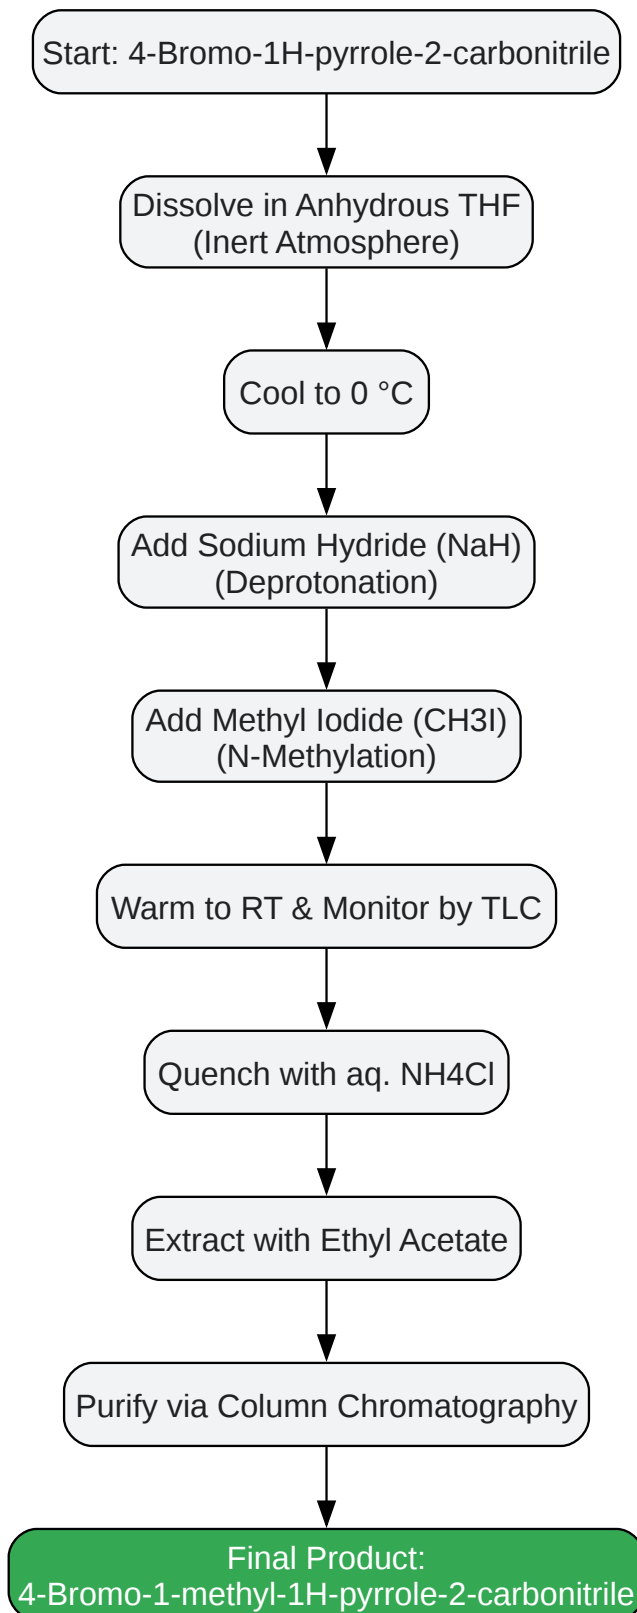 Start: 4-Bromo-1H-pyrrole-2-carbonitrile
Dissolve in Anhydrous THF
(Inert Atmosphere)
Cool to 0 °C
Add Sodium Hydride (NaH)
(Deprotonation)
Add Methyl Iodide (CH3I)
(N-Methylation)
Warm to RT & Monitor by TLC
Quench with aq. NH4Cl
Extract with Ethyl Acetate
Purify via Column Chromatography
Final Product:
4-Bromo-1-methyl-1H-pyrrole-2-carbonitrile